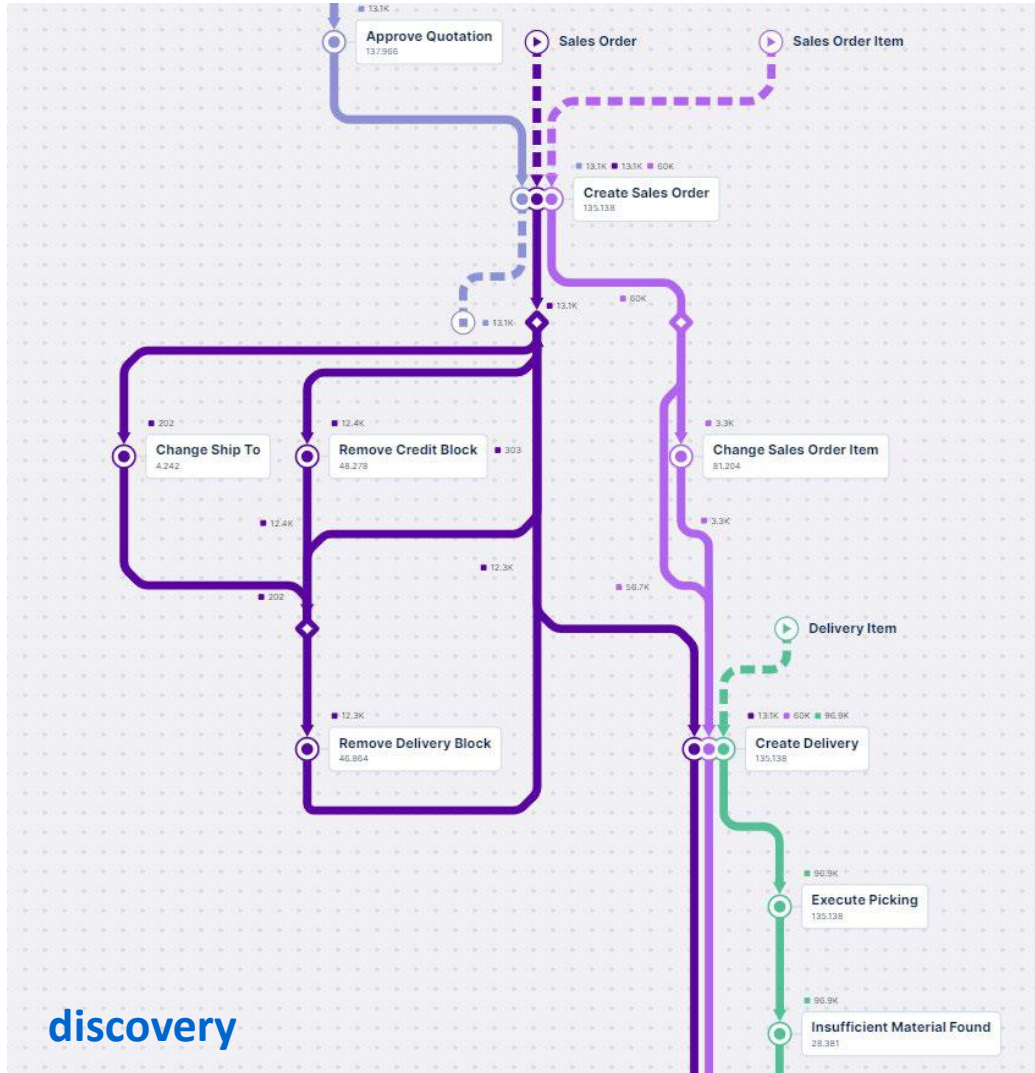 13.1K
Approve Quotation
137.966
Sales Order
Sales Order Item
13.1K 13.1K 60K
Create Sales Order
135.138
60K
13.1K
13.1K
202
12.4K
3.3K
Change Ship To
4.242
Remove Credit Block
48.278
303
Change Sales Order Item
81.204
12.4K
3.3K
12.3K
56.7K
202
Delivery Item
12.3K
13.1K 60K 96.9K
Remove Delivery Block
46.864
Create Delivery
135.138
96.9K
Execute Picking
135.138
96.9K
Insufficient Material Found
28.381
discovery